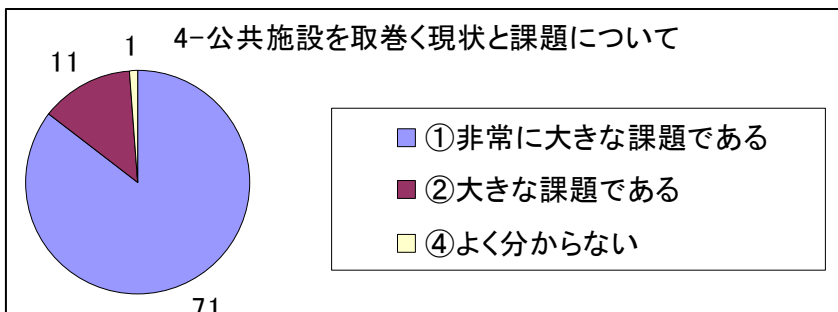 4-公共施設を取巻く現状と課題について
1
11
71
①非常に大きな課題である
②大きな課題である
④よく分からない